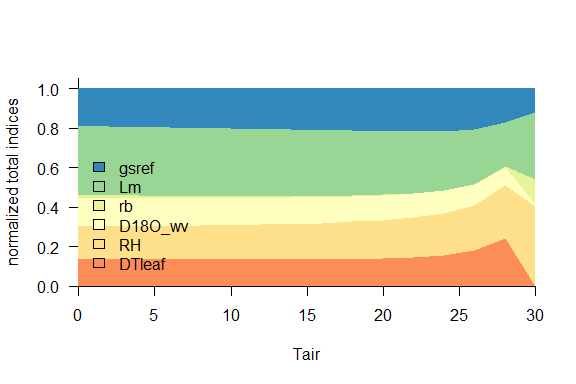 normalized total indices
1.0
0.8
0.6
0.4
0.2
0.0
gsref
Lm
rb
D18O_wv
RH
DTleaf
0 5 10 15 20 25 30
Tair